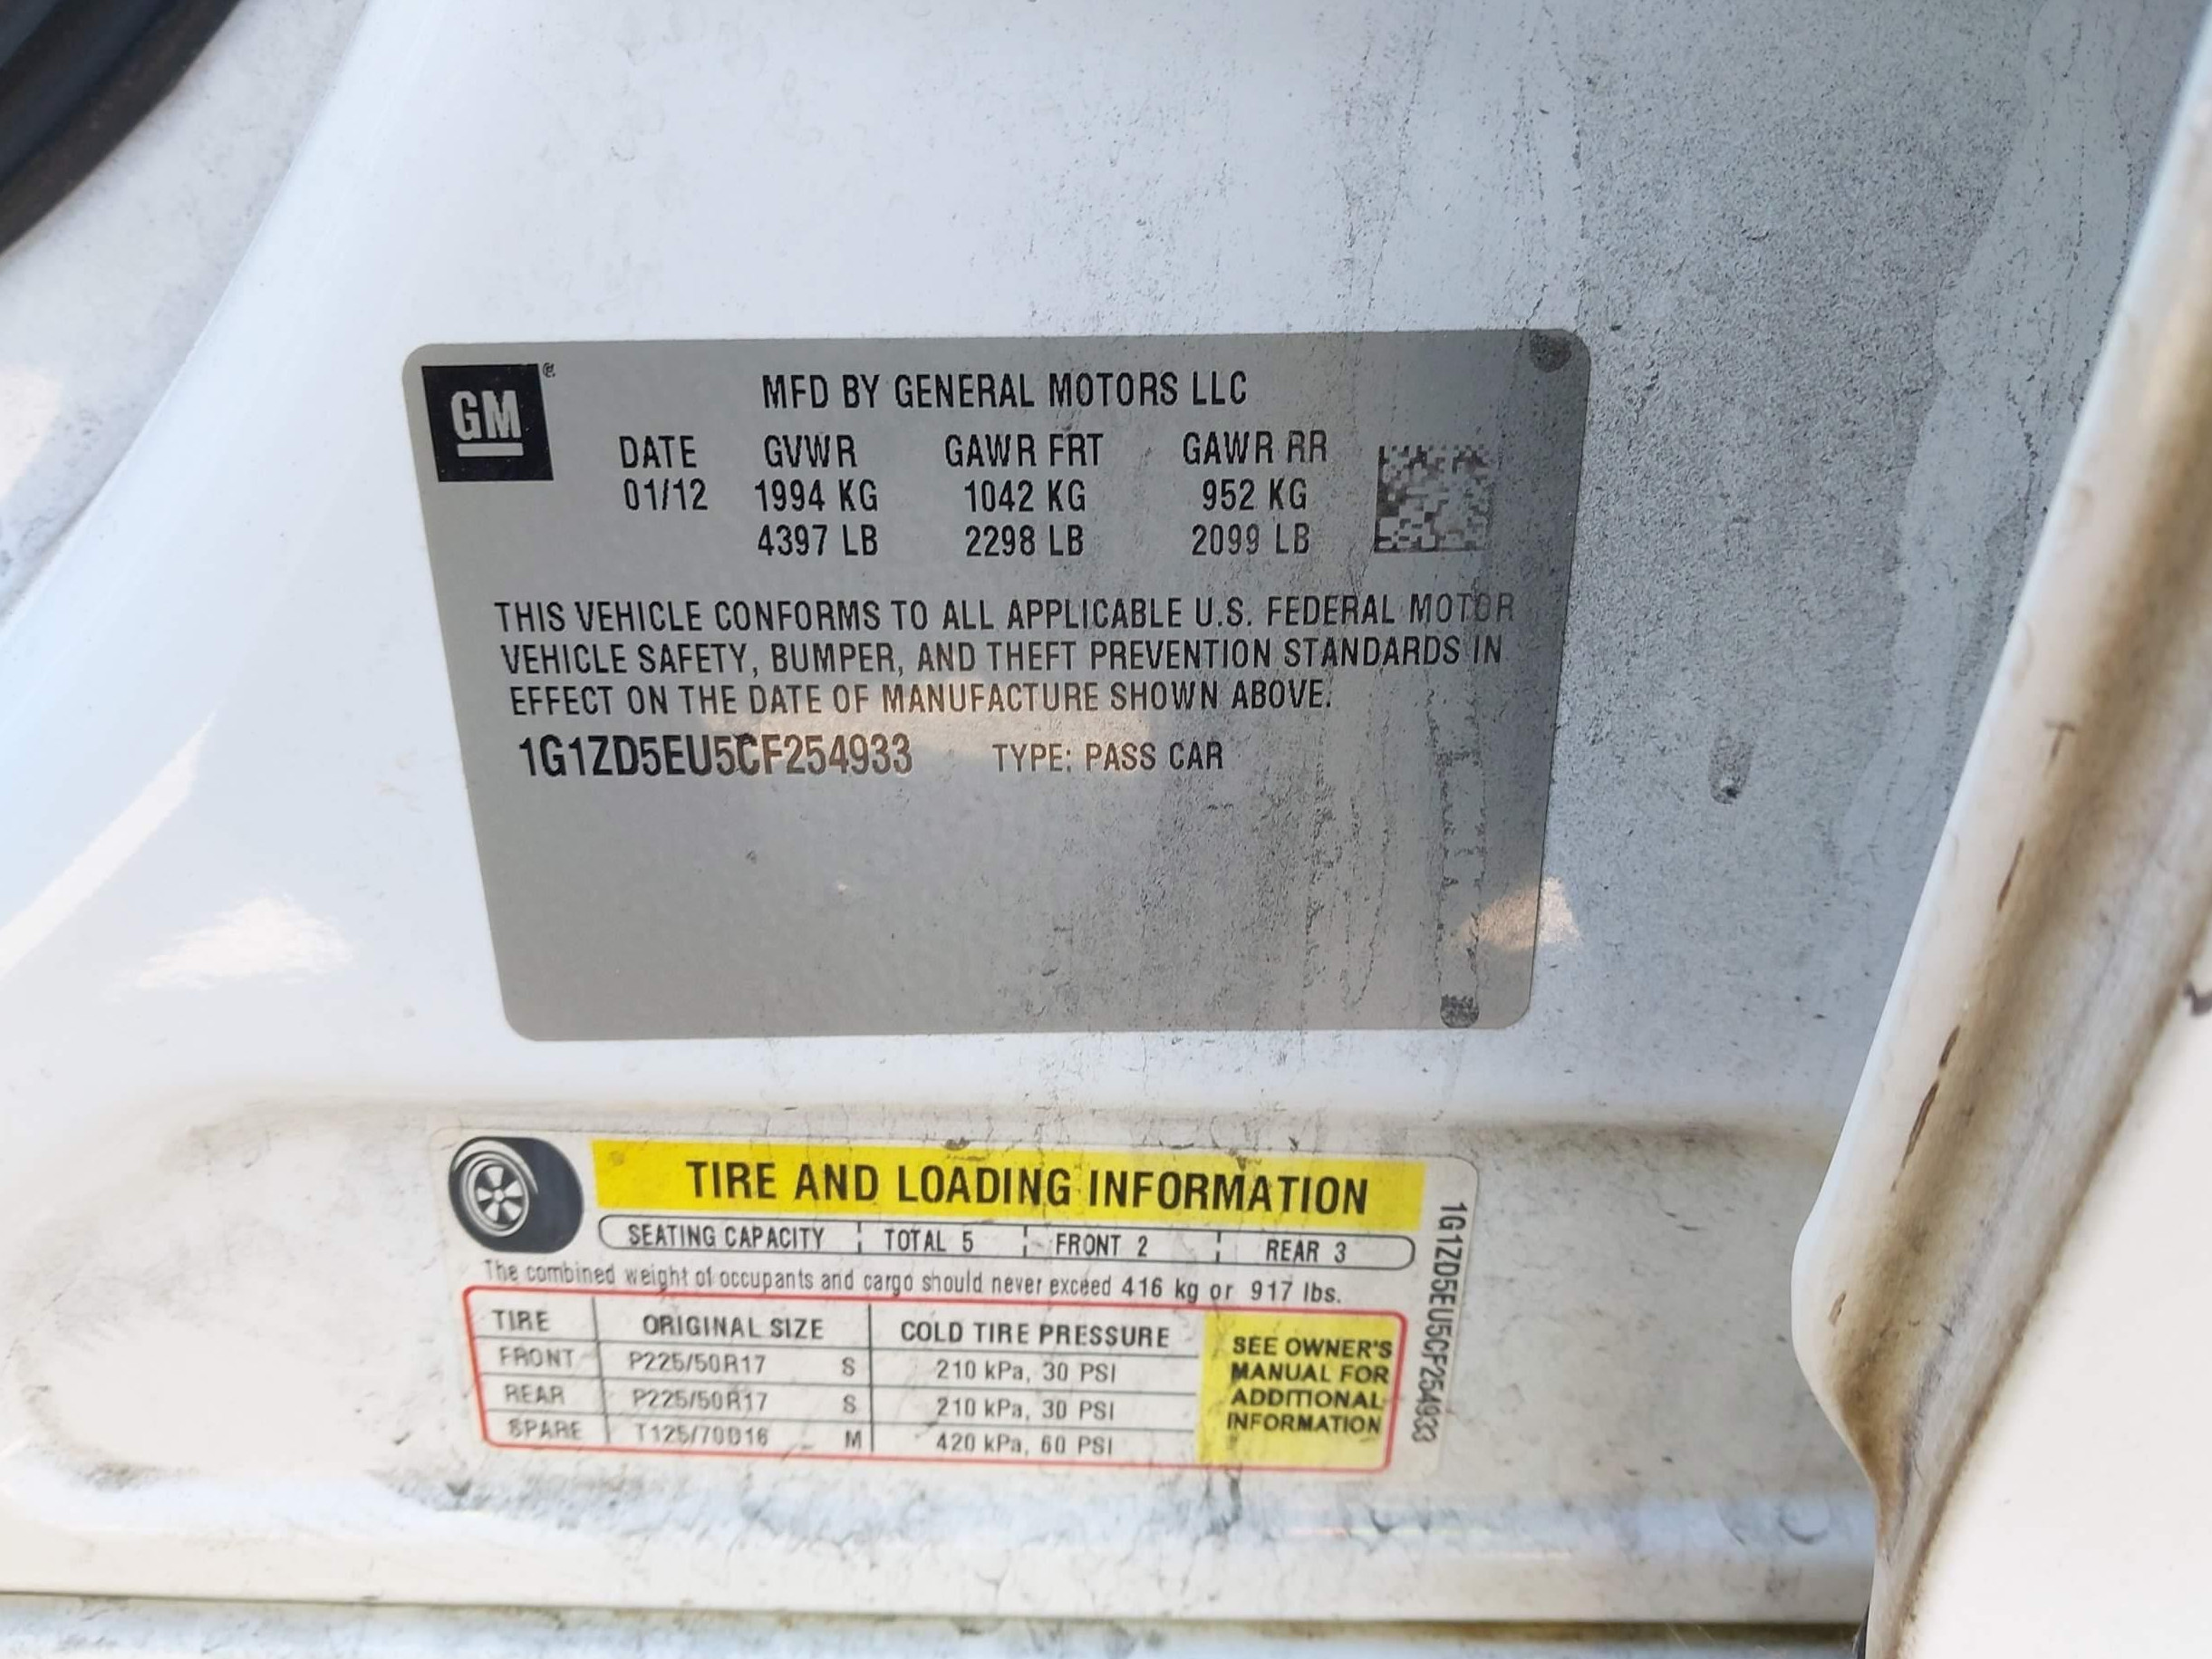 GM
MFD BY GENERAL MOTORS LLC
DATE GVWR GAWR FRT GAWR RR
01/12 1994 KG 1042 KG 952 KG
4397 LB 2298 LB 2099 LB
THIS VEHICLE CONFORMS TO ALL APPLICABLE U.S. FEDERAL MOTOR
VEHICLE SAFETY, BUMPER, AND THEFT PREVENTION STANDARDS IN
EFFECT ON THE DATE OF MANUFACTURE SHOWN ABOVE.
1G1ZD5EU5CF254933 TYPE: PASS CAR
TIRE AND LOADING INFORMATION
SEATING CAPACITY TOTAL 5 FRONT 2 REAR 3
The combined weight of occupants and cargo should never exceed 416 kg or 917 lbs.
TIRE ORIGINAL SIZE COLD TIRE PRESSURE
FRONT P225/50R17 S 210 kPa, 30 PSI
REAR P225/50R17 S 210 kPa, 30 PSI
SPARE T125/70D16 M 420 kPa, 60 PSI
SEE OWNER'S
MANUAL FOR
ADDITIONAL
INFORMATION
1G1ZD5EU5CF254933